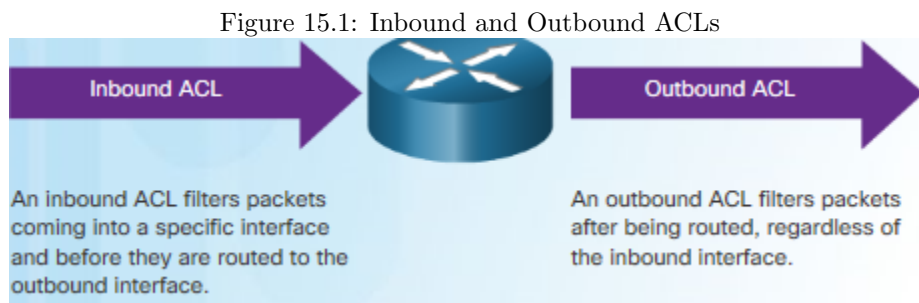 Figure 15.1: Inbound and Outbound ACLs
Inbound ACL
Outbound ACL
An inbound ACL filters packets
coming into a specific interface
and before they are routed to the
outbound interface.
An outbound ACL filters packets
after being routed, regardless of
the inbound interface.